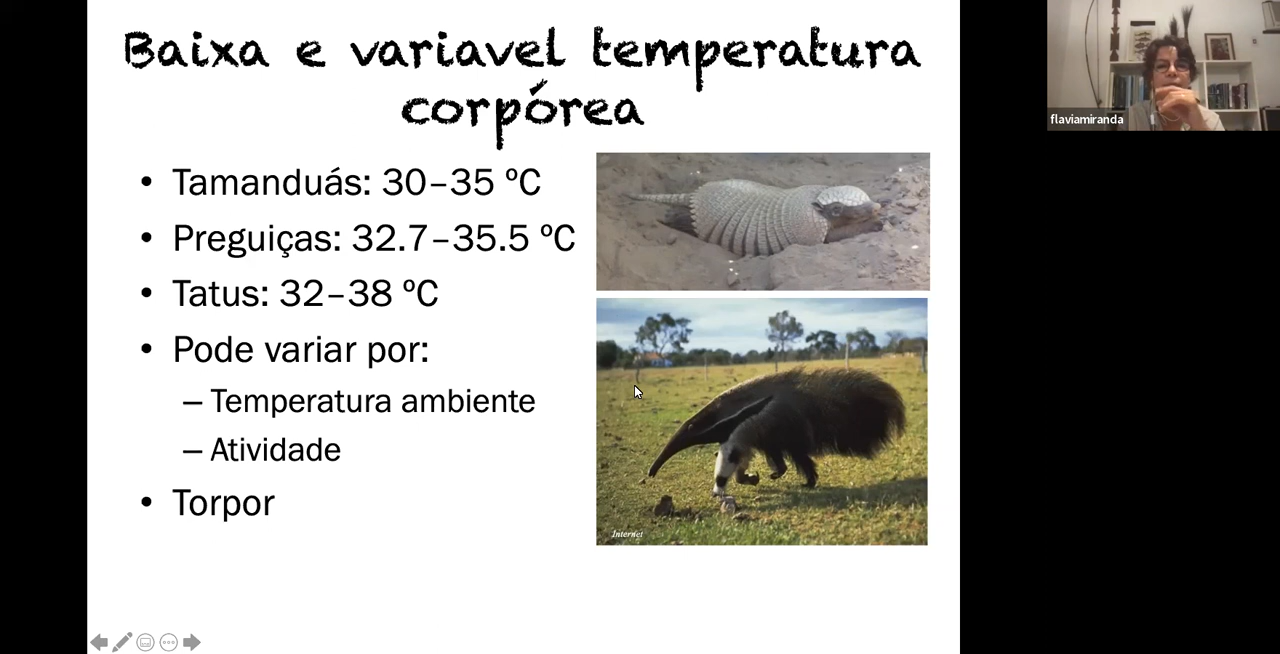 Baixa e variavel temperatura
corpórea
• Tamanduás: 30–35 ºC
• Preguiças: 32.7–35.5 ºC
• Tatus: 32–38 ºC
• Pode variar por:
– Temperatura ambiente
– Atividade
• Torpor
Internet
flaviamiranda